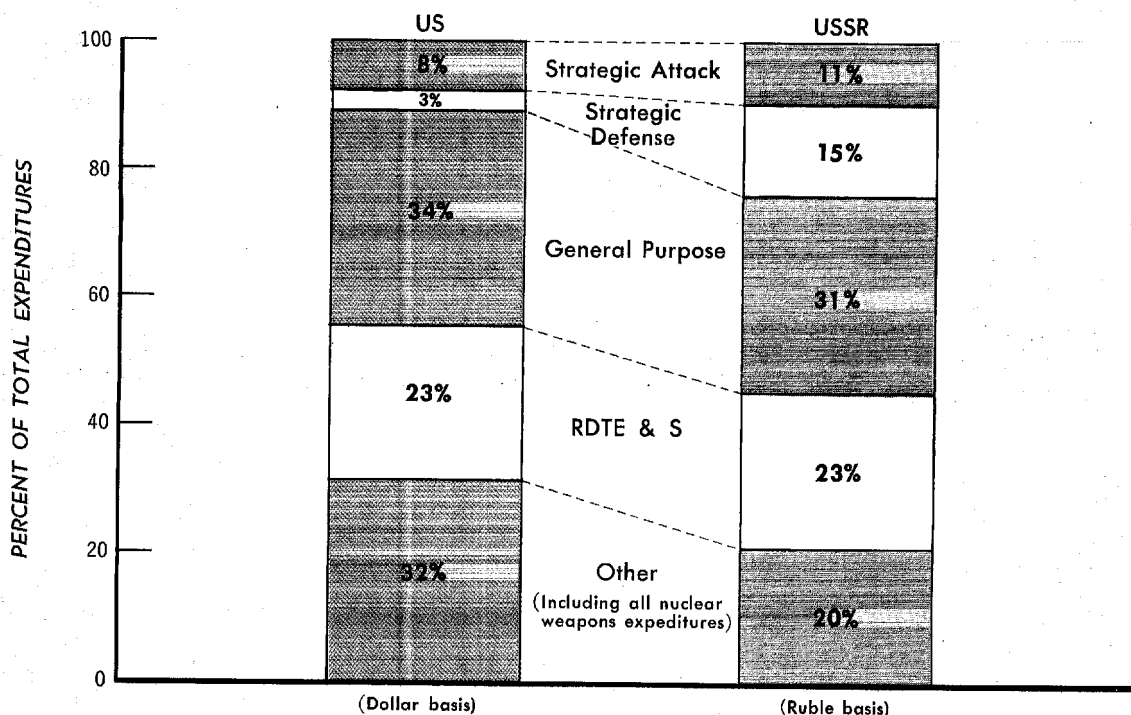 US
USSR
100
80
60
40
20
0
PERCENT OF TOTAL EXPENDITURES
8%
3%
34%
23%
32%
Strategic Attack
Strategic
Defense
General Purpose
RDTE & S
Other
(Including all nuclear
weapons expeditures)
11%
15%
31%
23%
20%
(Dollar basis)
(Ruble basis)